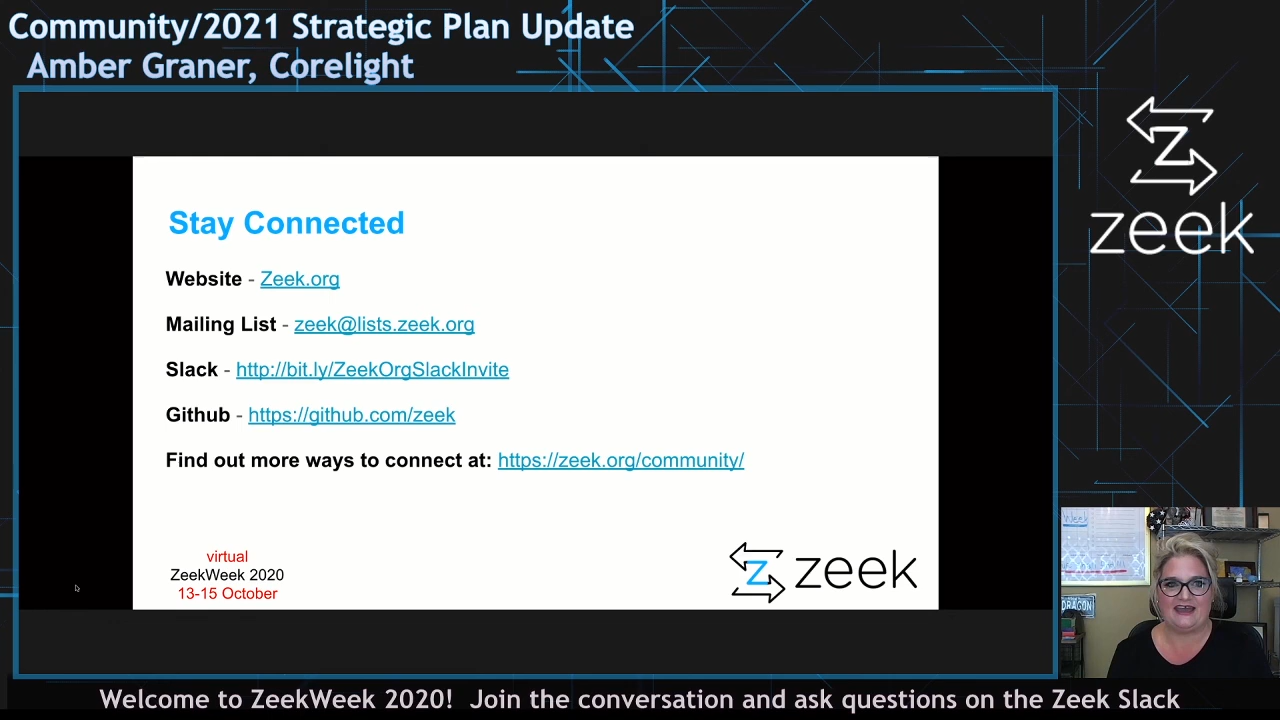 Community/2021 Strategic Plan Update
Amber Graner, Corelight
zeek
Stay Connected
Website - Zeek.org
Mailing List - zeek@lists.zeek.org
Slack - http://bit.ly/ZeekOrgSlackInvite
Github - https://github.com/zeek
Find out more ways to connect at: https://zeek.org/community/
virtual
ZeekWeek 2020
13-15 October
zeek
DRAGON
Welcome to ZeekWeek 2020! Join the conversation and ask questions on the Zeek Slack